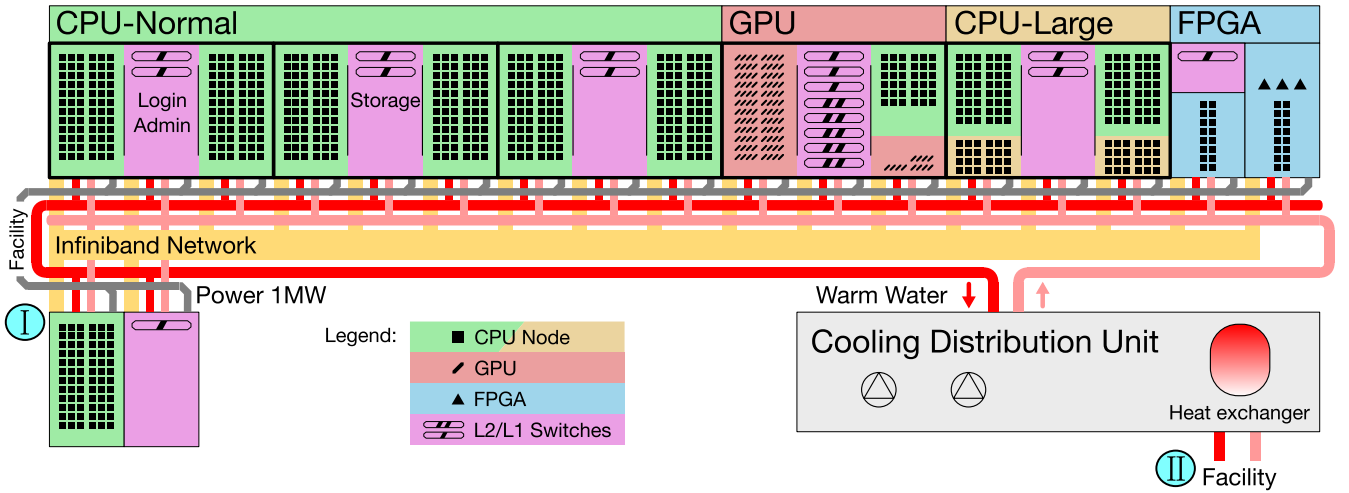 CPU-Normal
GPU
CPU-Large
FPGA
Login
Admin
Storage
Facility
Infiniband Network
Power 1MW
Warm Water
I
Legend:
CPU Node
GPU
FPGA
L2/L1 Switches
Cooling Distribution Unit
Heat exchanger
II
Facility